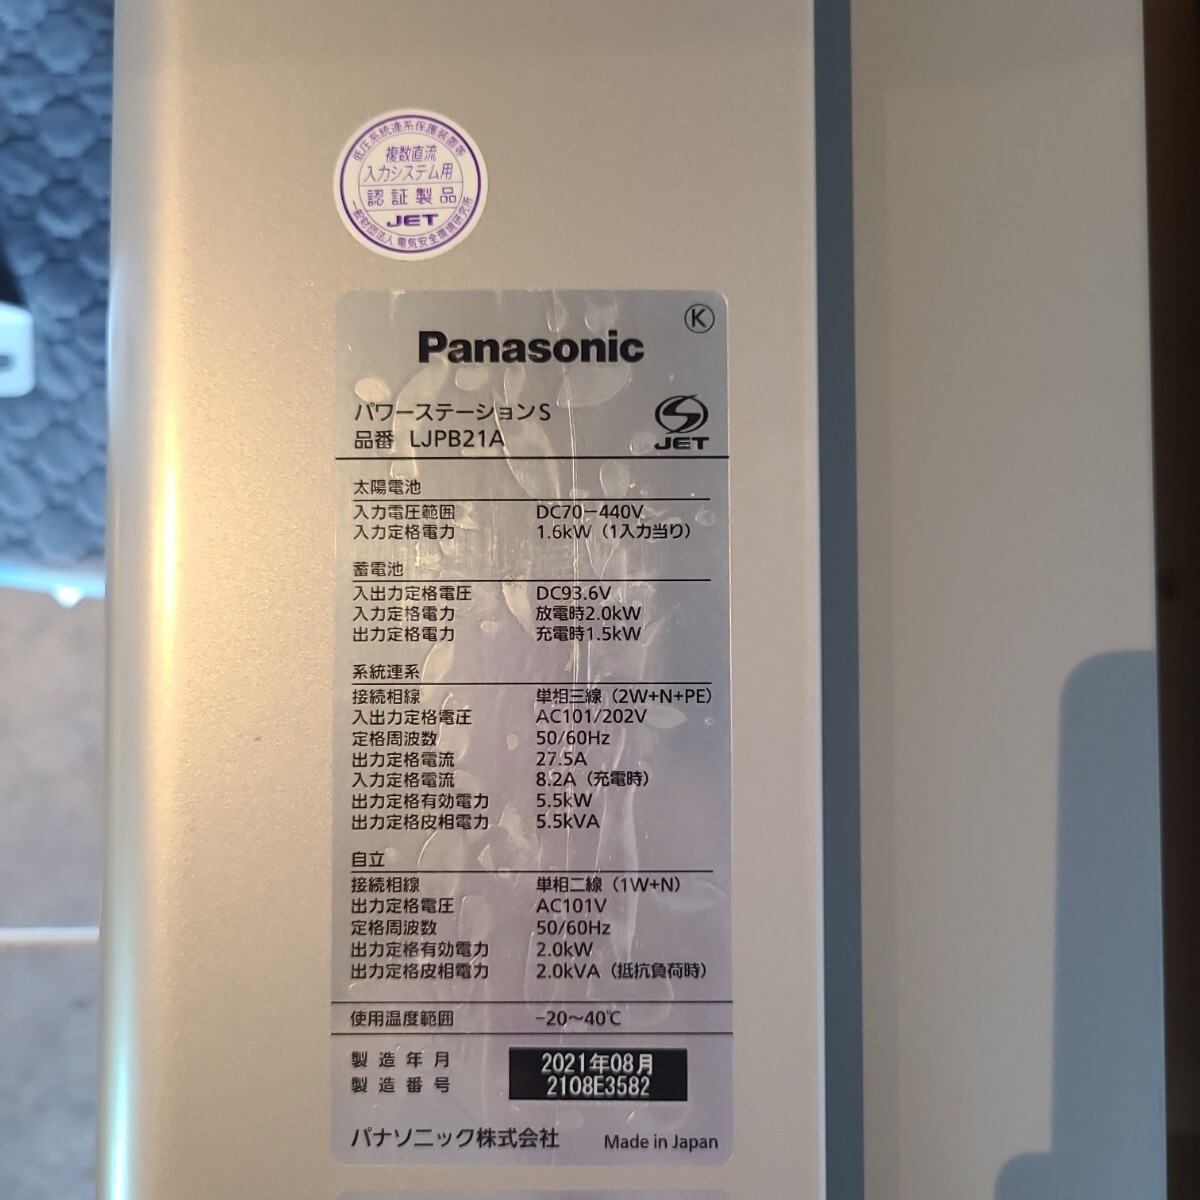 低圧系統連系保護装置等
複数直流
入力システム用
認証製品
JET
一般財団法人 電気安全環境研究所
K
Panasonic
パワーステーションS
品番 LJPB21A
S
JET
太陽電池
入力電圧範囲 DC70−440V
入力定格電力 1.6kW（1入力当り）
蓄電池
入出力定格電圧 DC93.6V
入力定格電力 放電時2.0kW
出力定格電力 充電時1.5kW
系統連系
接続相線 単相三線（2W+N+PE）
入出力定格電圧 AC101/202V
定格周波数 50/60Hz
出力定格電流 27.5A
入力定格電流 8.2A（充電時）
出力定格有効電力 5.5kW
出力定格皮相電力 5.5kVA
自立
接続相線 単相二線（1W+N）
出力定格電圧 AC101V
定格周波数 50/60Hz
出力定格有効電力 2.0kW
出力定格皮相電力 2.0kVA（抵抗負荷時）
使用温度範囲 −20〜40℃
製造年月 2021年08月
製造番号 2108E3582
パナソニック株式会社 Made in Japan